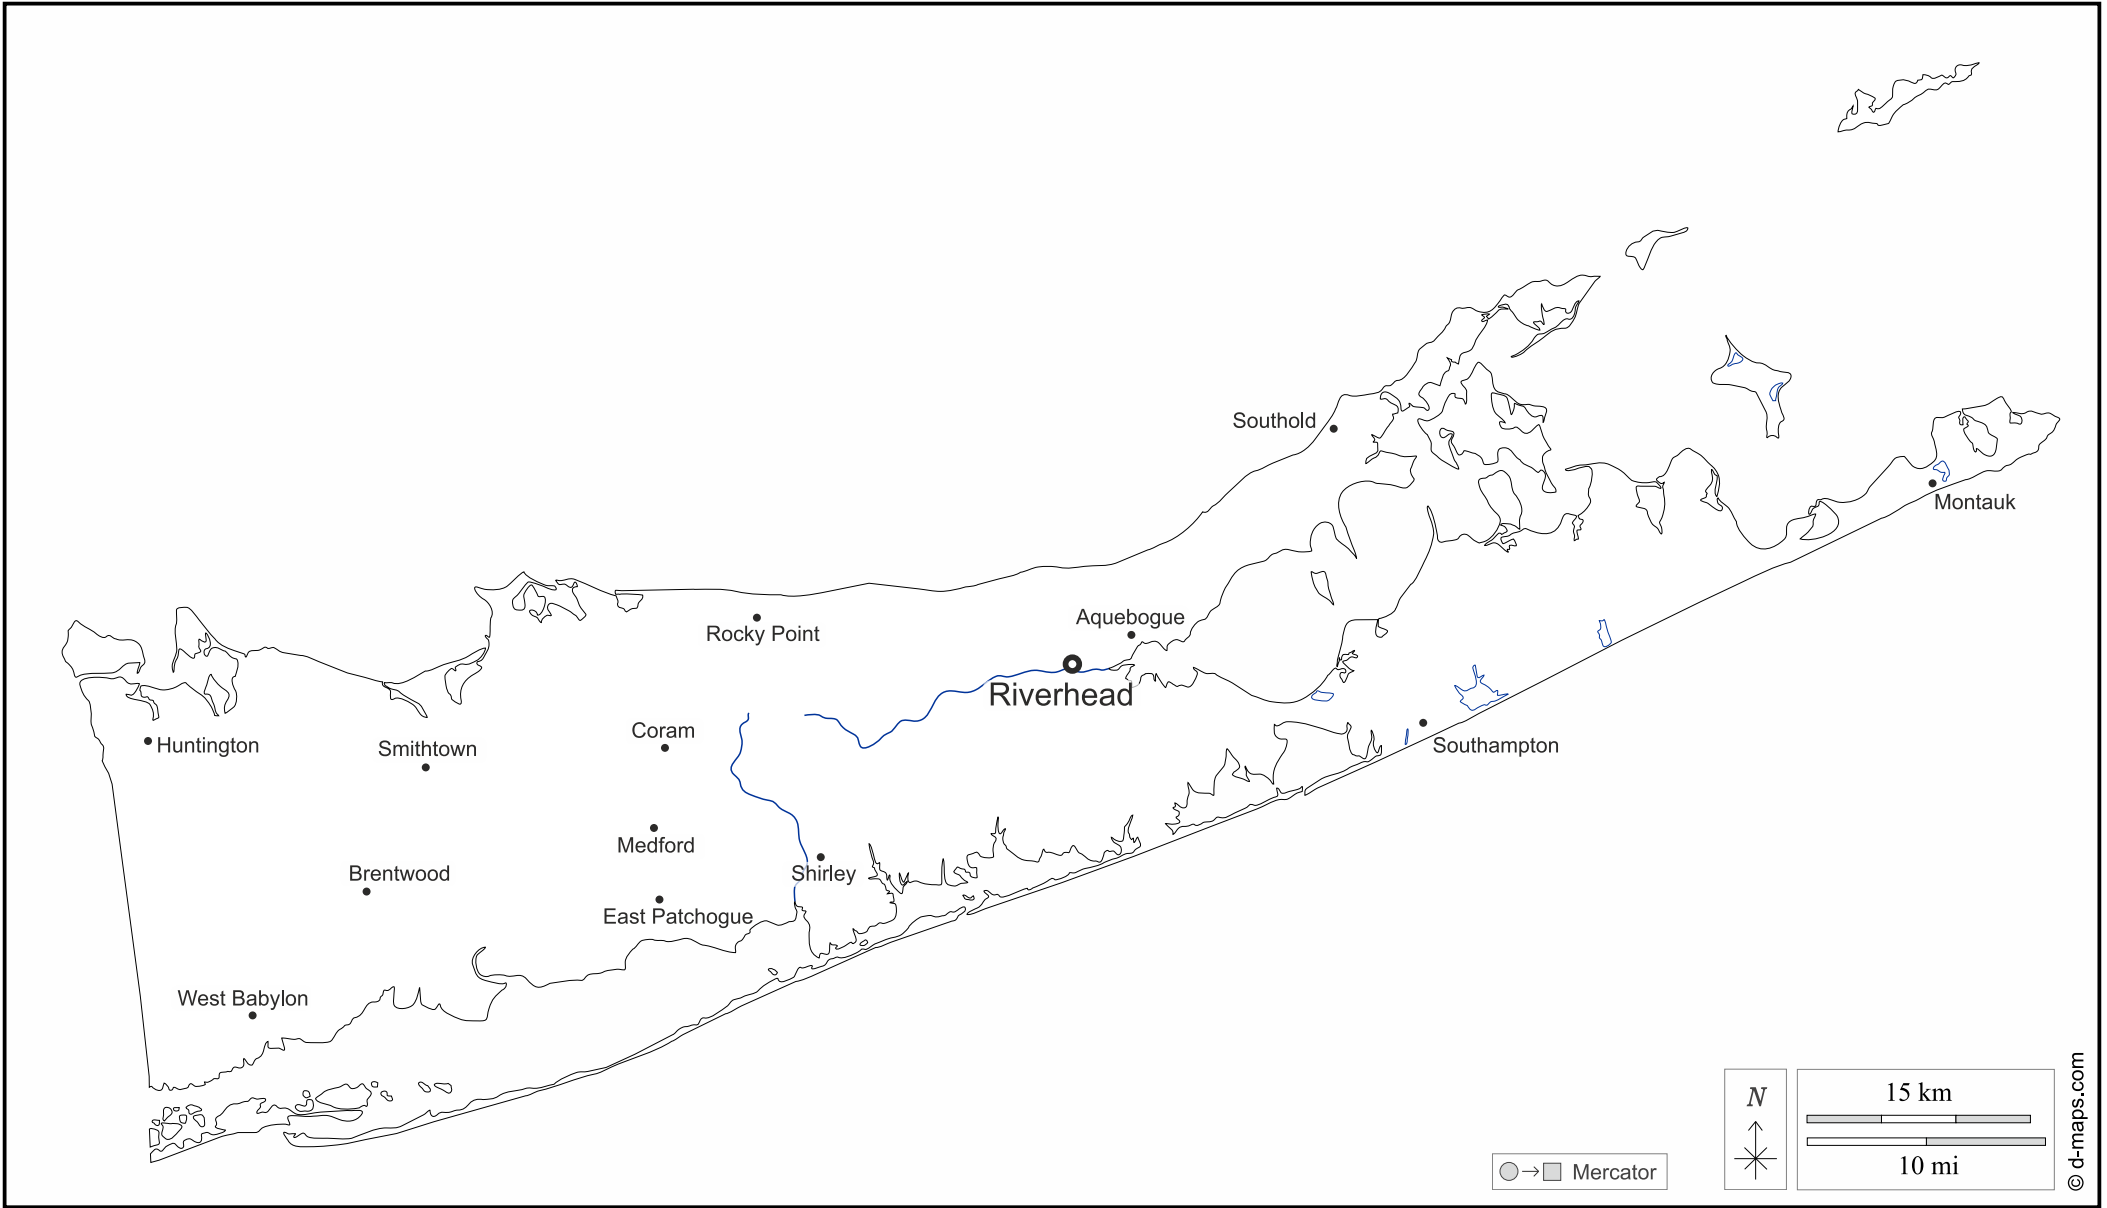 Southold
Montauk
Aquebogue
Rocky Point
Riverhead
Coram
Huntington
Smithtown
Southampton
Medford
Brentwood
Shirley
East Patchogue
West Babylon
N
15 km
10 mi
Mercator
© d-maps.com